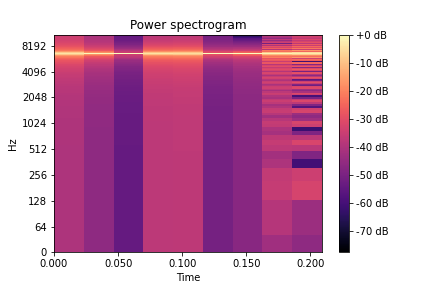 Power spectrogram
Hz
8192
4096
2048
1024
512
256
128
64
0
0.000 0.050 0.100 0.150 0.200
Time
+0 dB
-10 dB
-20 dB
-30 dB
-40 dB
-50 dB
-60 dB
-70 dB